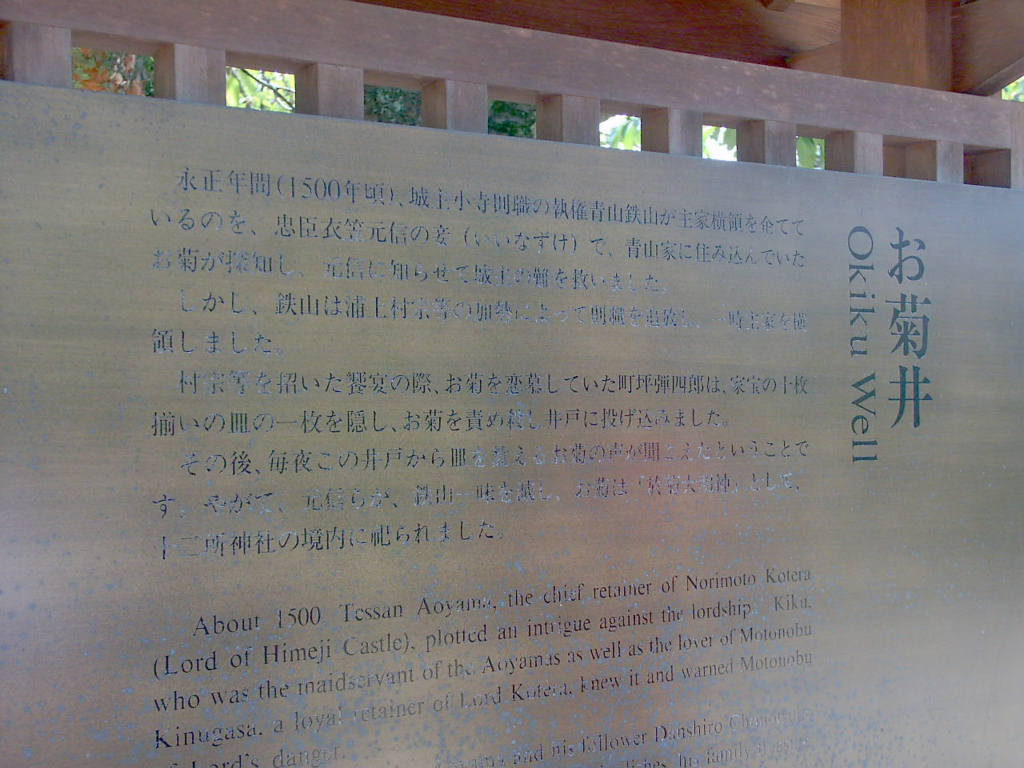 お菊井
Okiku Well
永正年間(1500年頃)、城主小寺則職の執権青山鉄山が主家横領を企てて
いるのを、忠臣衣笠元信の妾（いいなずけ）で、青山家に住み込んでいた
お菊が探知し、元信に知らせて城主の難を救いました。
しかし、鉄山は浦上村宗等の加勢によって則職を追放し、一時主家を横
領しました。
村宗等を招いた饗宴の際、お菊を恋慕していた町坪弾四郎は、家宝の十枚
揃いの皿の一枚を隠し、お菊を責め殺し井戸に投げ込みました。
その後、毎夜この井戸から皿を数えるお菊の声が聞こえたということで
す。やがて、元信らが、鉄山一味を滅し、お菊は「於菊大明神」として、
十二所神社の境内に祀られました。
About 1500, Tessan Aoyama, the chief retainer of Norimoto Kotera
(Lord of Himeji Castle), plotted an intrigue against the lordship. Kiku,
who was the maidservant of the Aoyamas as well as the lover of Motonobu
Kinugasa, a loyal retainer of Lord Kotera, knew it and warned Motonobu
of Lord's danger.
and his follower Danshiro
his family